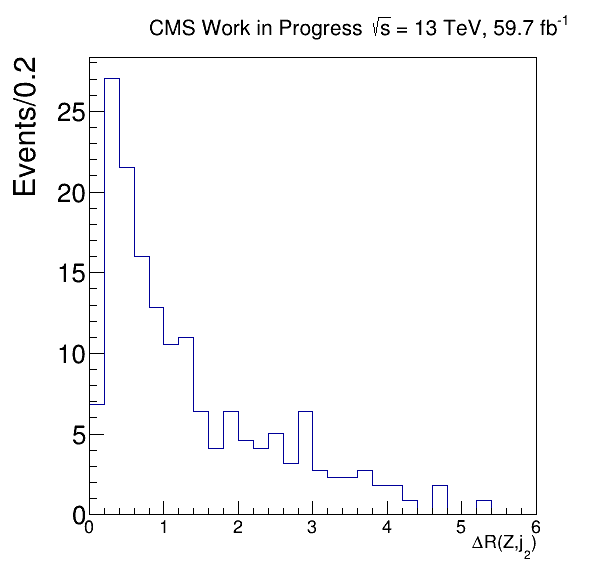 CMS Work in Progress √s = 13 TeV, 59.7 fb⁻¹
Events/0.2
25
20
15
10
5
0
0 1 2 3 4 5 6
ΔR(Z,j₂)